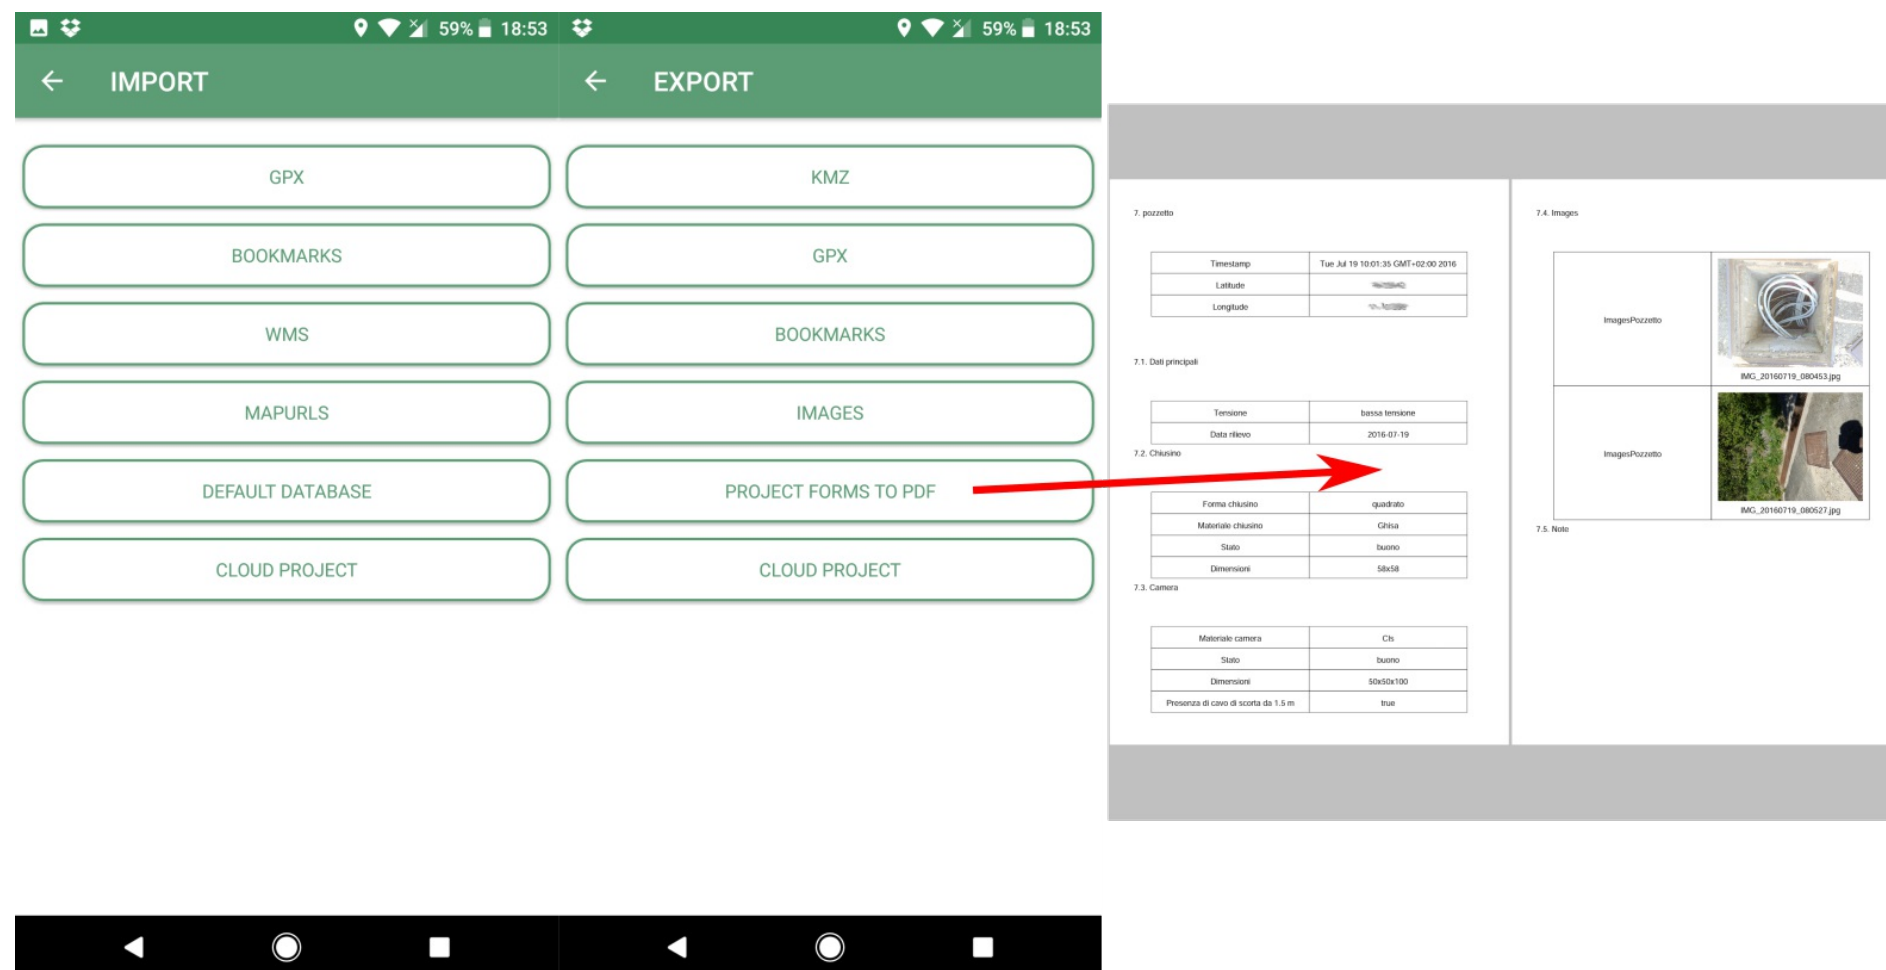 59% 18:53
IMPORT
GPX
BOOKMARKS
WMS
MAPURLS
DEFAULT DATABASE
CLOUD PROJECT
59% 18:53
EXPORT
KMZ
GPX
BOOKMARKS
IMAGES
PROJECT FORMS TO PDF
CLOUD PROJECT
7. pozzetto
Timestamp Tue Jul 19 10:01:35 GMT+02:00 2016
Latitude
Longitude
7.1. Dati principali
Tensione bassa tensione
Data rilievo 2016-07-19
7.2. Chiusino
Forma chiusino quadrato
Materiale chiusino Ghisa
Stato buono
Dimensioni 58x58
7.3. Camera
Materiale camera Cls
Stato buono
Dimensioni 50x50x100
Presenza di cavo di scorta da 1.5 m true
7.4. Images
ImagesPozzetto
IMG_20160719_080453.jpg
ImagesPozzetto
IMG_20160719_080527.jpg
7.5. Note